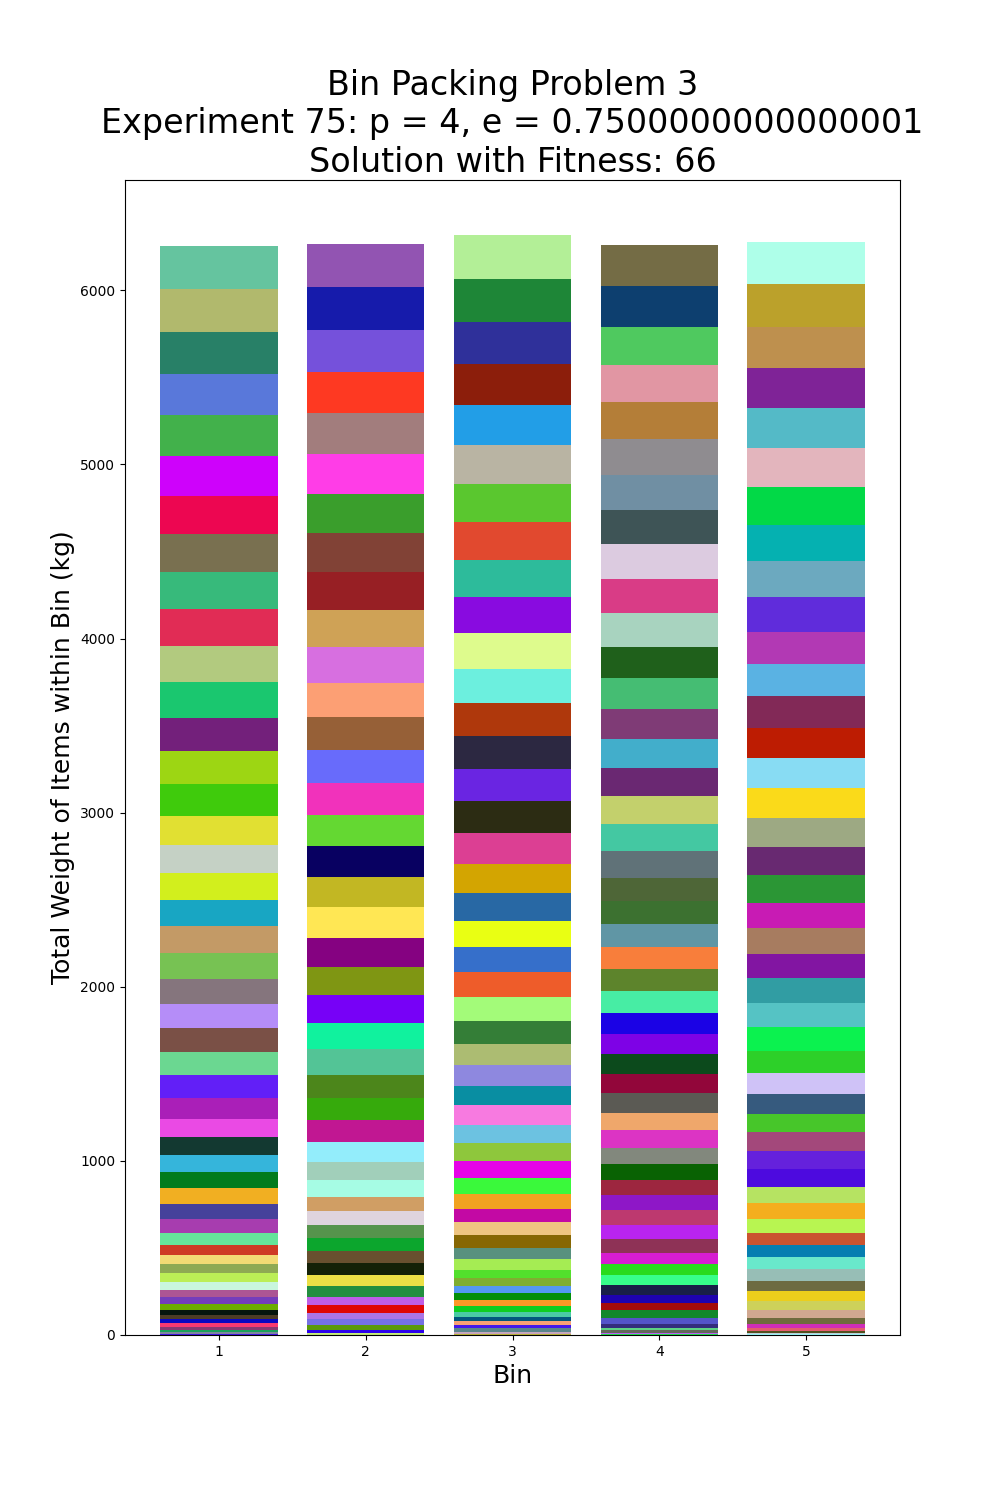 Bin Packing Problem 3
Experiment 75: p = 4, e = 0.7500000000000001
Solution with Fitness: 66
Total Weight of Items within Bin (kg)
6000
5000
4000
3000
2000
1000
0
1 2 3 4 5
Bin